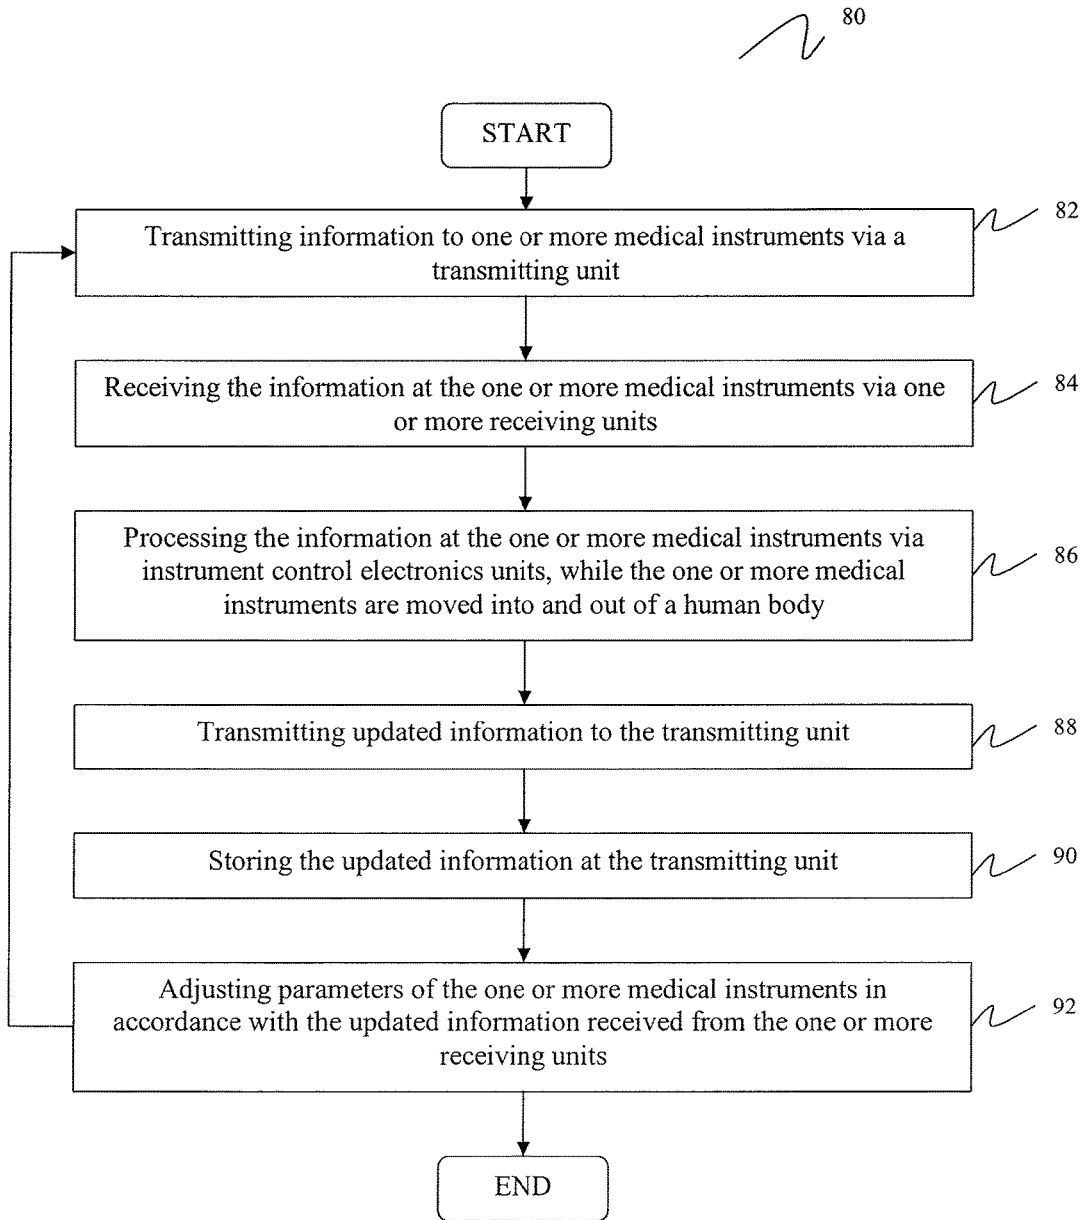 80
START
82
Transmitting information to one or more medical instruments via a
transmitting unit
84
Receiving the information at the one or more medical instruments via one
or more receiving units
86
Processing the information at the one or more medical instruments via
instrument control electronics units, while the one or more medical
instruments are moved into and out of a human body
88
Transmitting updated information to the transmitting unit
90
Storing the updated information at the transmitting unit
92
Adjusting parameters of the one or more medical instruments in
accordance with the updated information received from the one or more
receiving units
END